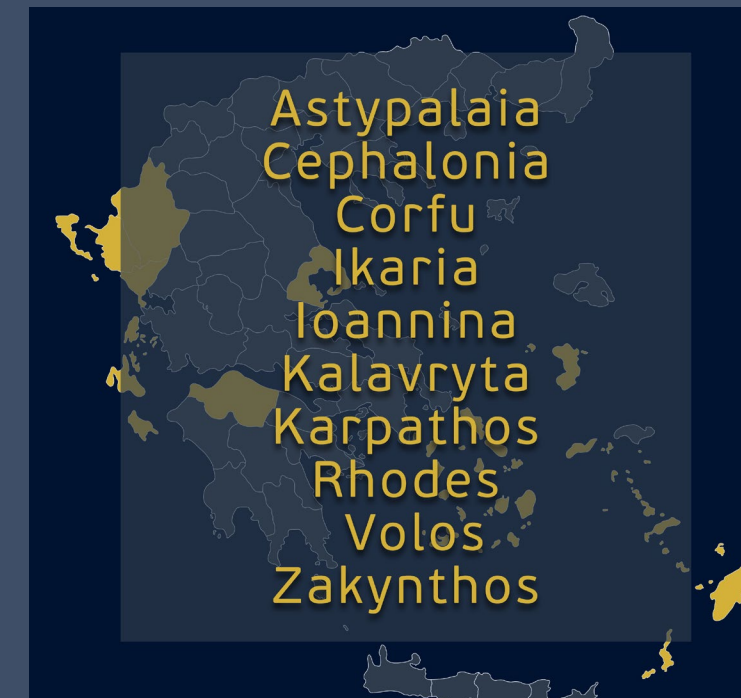 Astypalaia
Cephalonia
Corfu
Ikaria
Ioannina
Kalavryta
Karpathos
Rhodes
Volos
Zakynthos